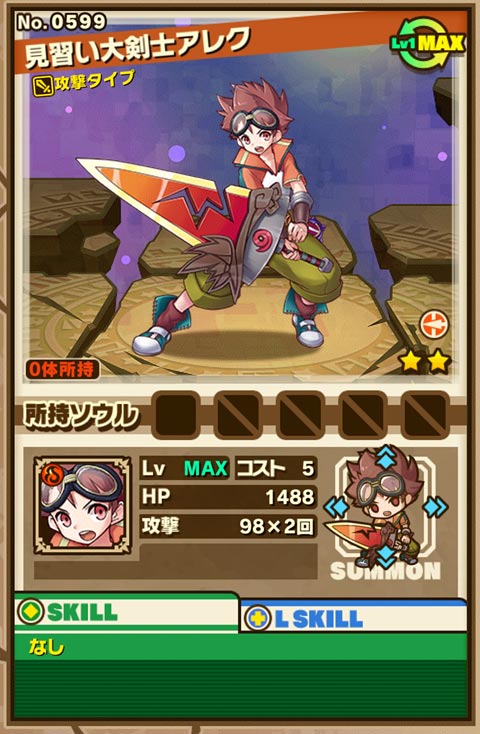 No.0599
見習い大剣士アレク
Lv1 MAX
攻撃タイプ
0体所持
所持ソウル
Lv MAX コスト 5
HP 1488
攻撃 98×2回
SUMMON
SKILL
L SKILL
なし